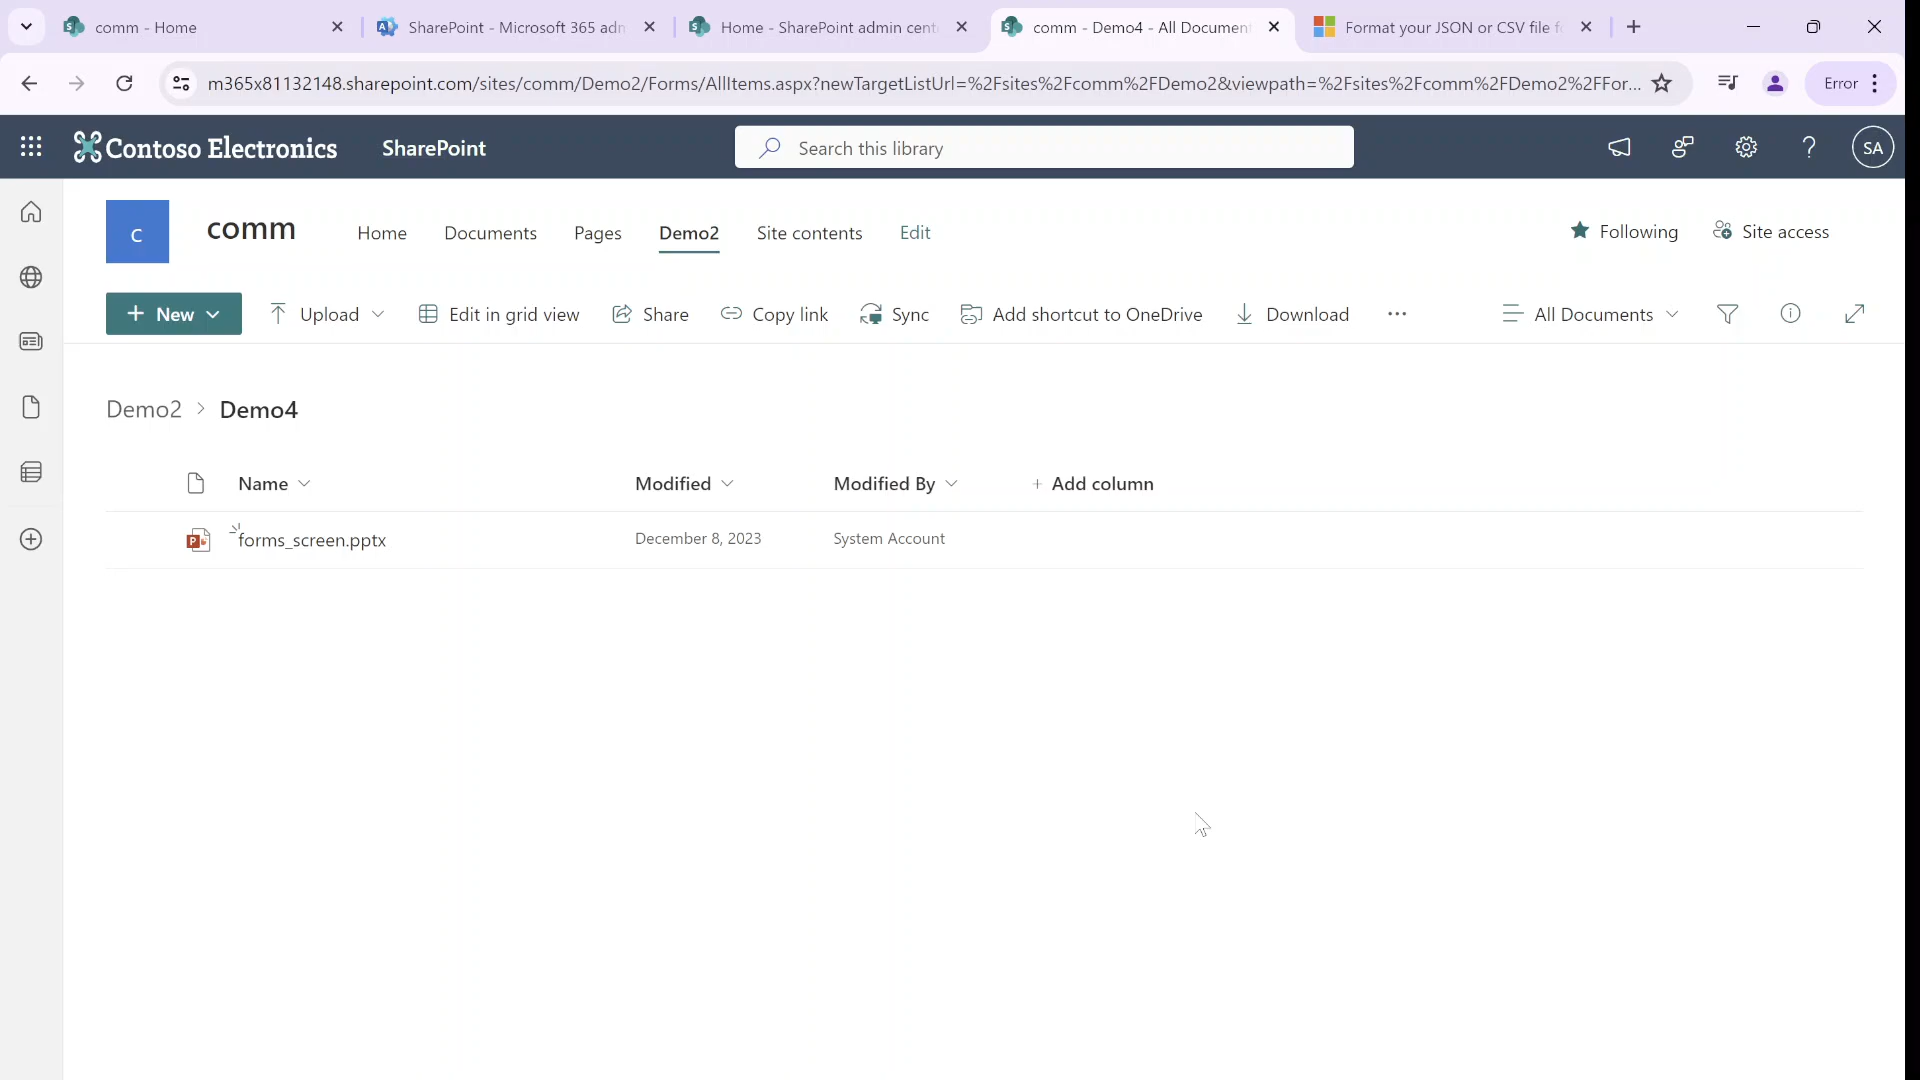 comm - Home
SharePoint - Microsoft 365 adm
Home - SharePoint admin cent
comm - Demo4 - All Document
Format your JSON or CSV file f
m365x81132148.sharepoint.com/sites/comm/Demo2/Forms/AllItems.aspx?newTargetListUrl=%2Fsites%2Fcomm%2FDemo2&viewpath=%2Fsites%2Fcomm%2FDemo2%2FFor...
Error
Contoso Electronics
SharePoint
Search this library
SA
C
comm
Home
Documents
Pages
Demo2
Site contents
Edit
Following
Site access
New
Upload
Edit in grid view
Share
Copy link
Sync
Add shortcut to OneDrive
Download
All Documents
Demo2 > Demo4
Name
Modified
Modified By
+ Add column
forms_screen.pptx
December 8, 2023
System Account